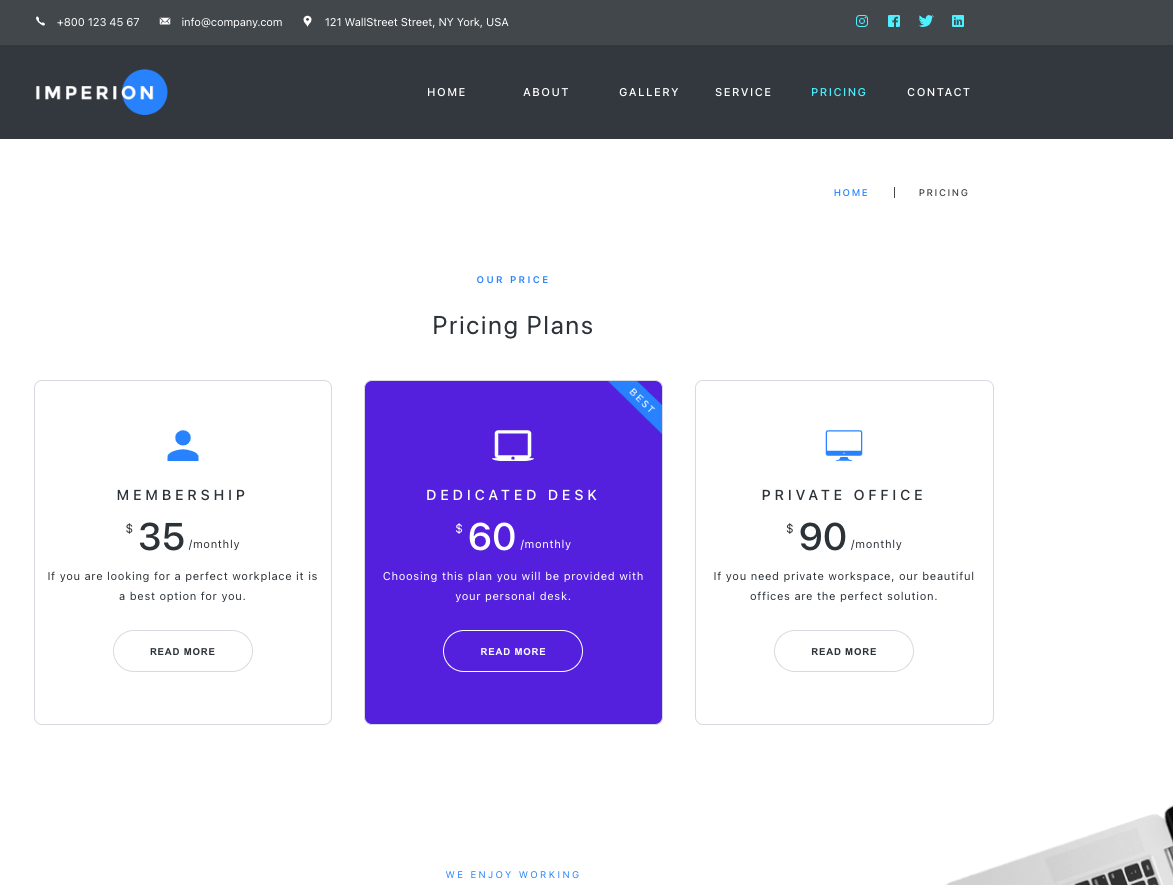 +800 123 45 67 info@company.com 121 WallStreet Street, NY York, USA
IMPERION HOME ABOUT GALLERY SERVICE PRICING CONTACT
HOME | PRICING
OUR PRICE
Pricing Plans
MEMBERSHIP
$ 35 /monthly
If you are looking for a perfect workplace it is
a best option for you.
READ MORE
BEST
DEDICATED DESK
$ 60 /monthly
Choosing this plan you will be provided with
your personal desk.
READ MORE
PRIVATE OFFICE
$ 90 /monthly
If you need private workspace, our beautiful
offices are the perfect solution.
READ MORE
WE ENJOY WORKING